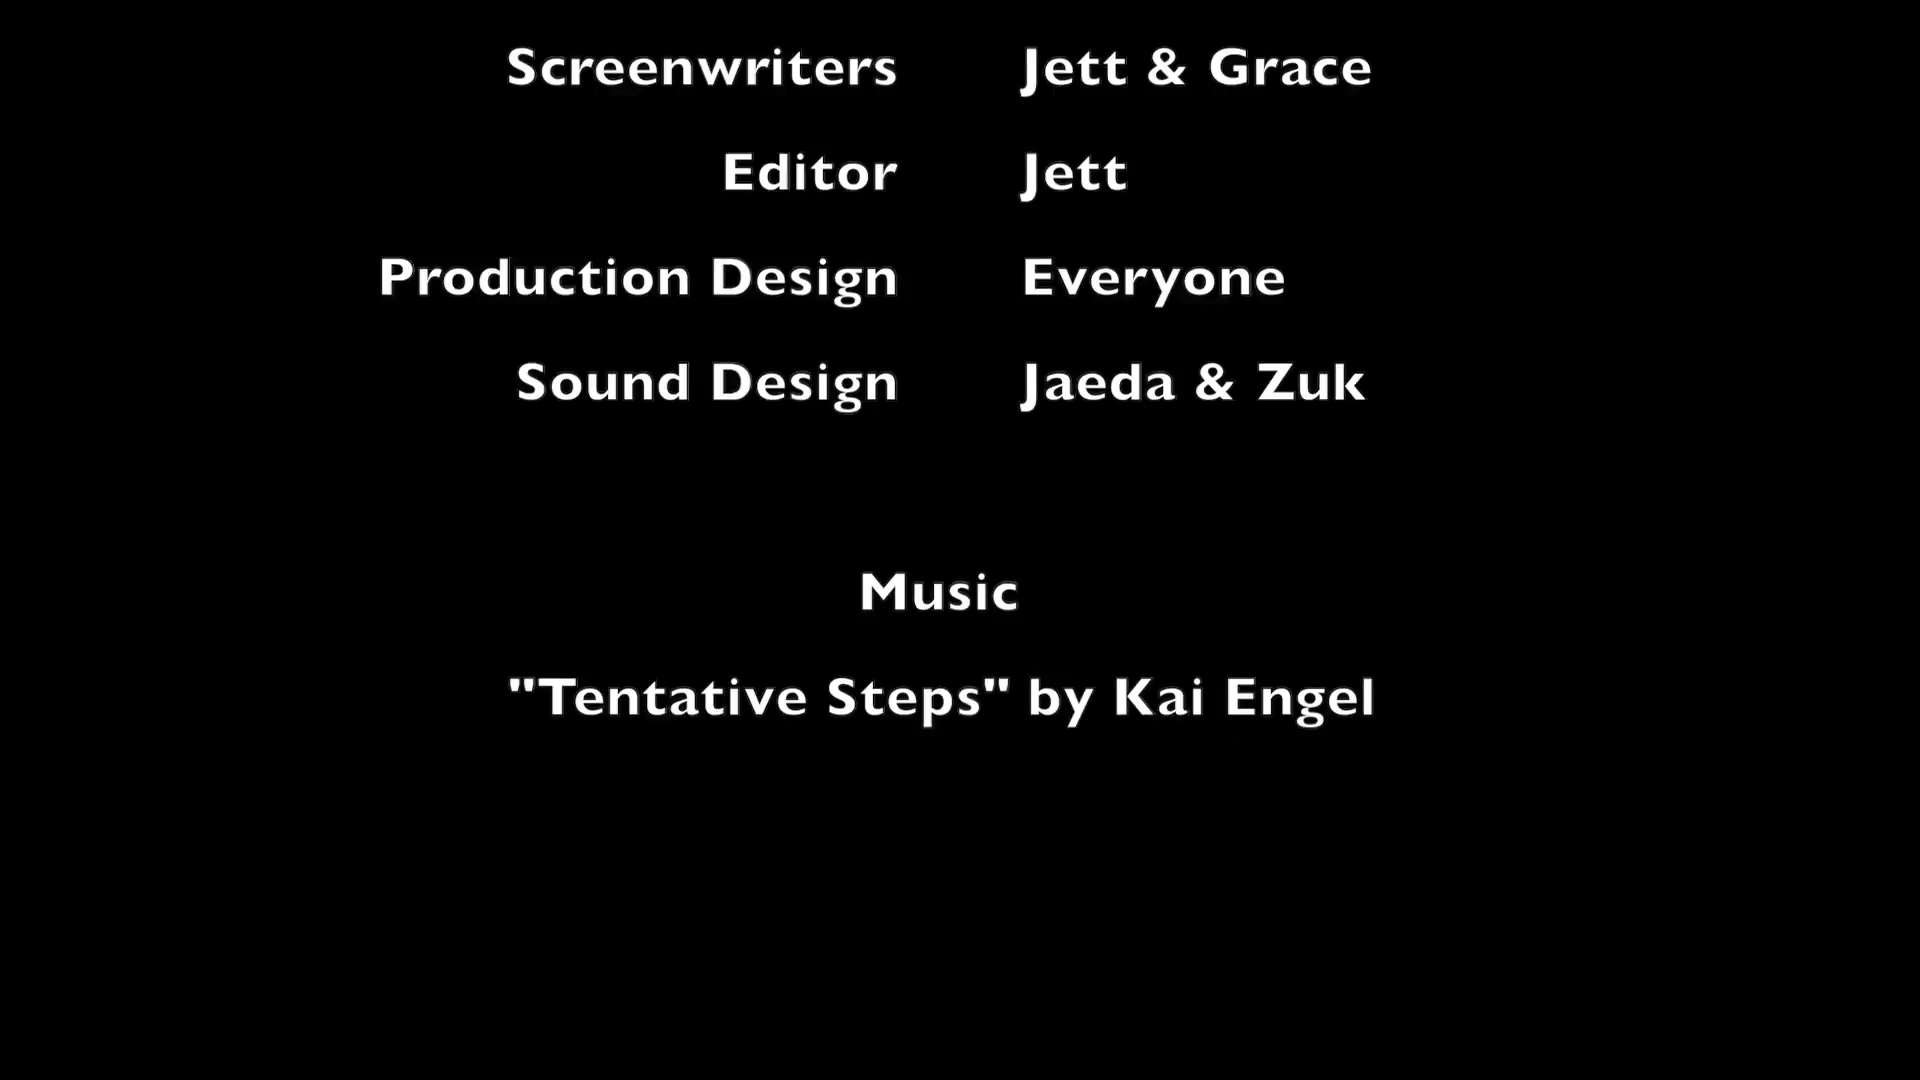 Screenwriters Jett & Grace
Editor Jett
Production Design Everyone
Sound Design Jaeda & Zuk
Music
"Tentative Steps" by Kai Engel